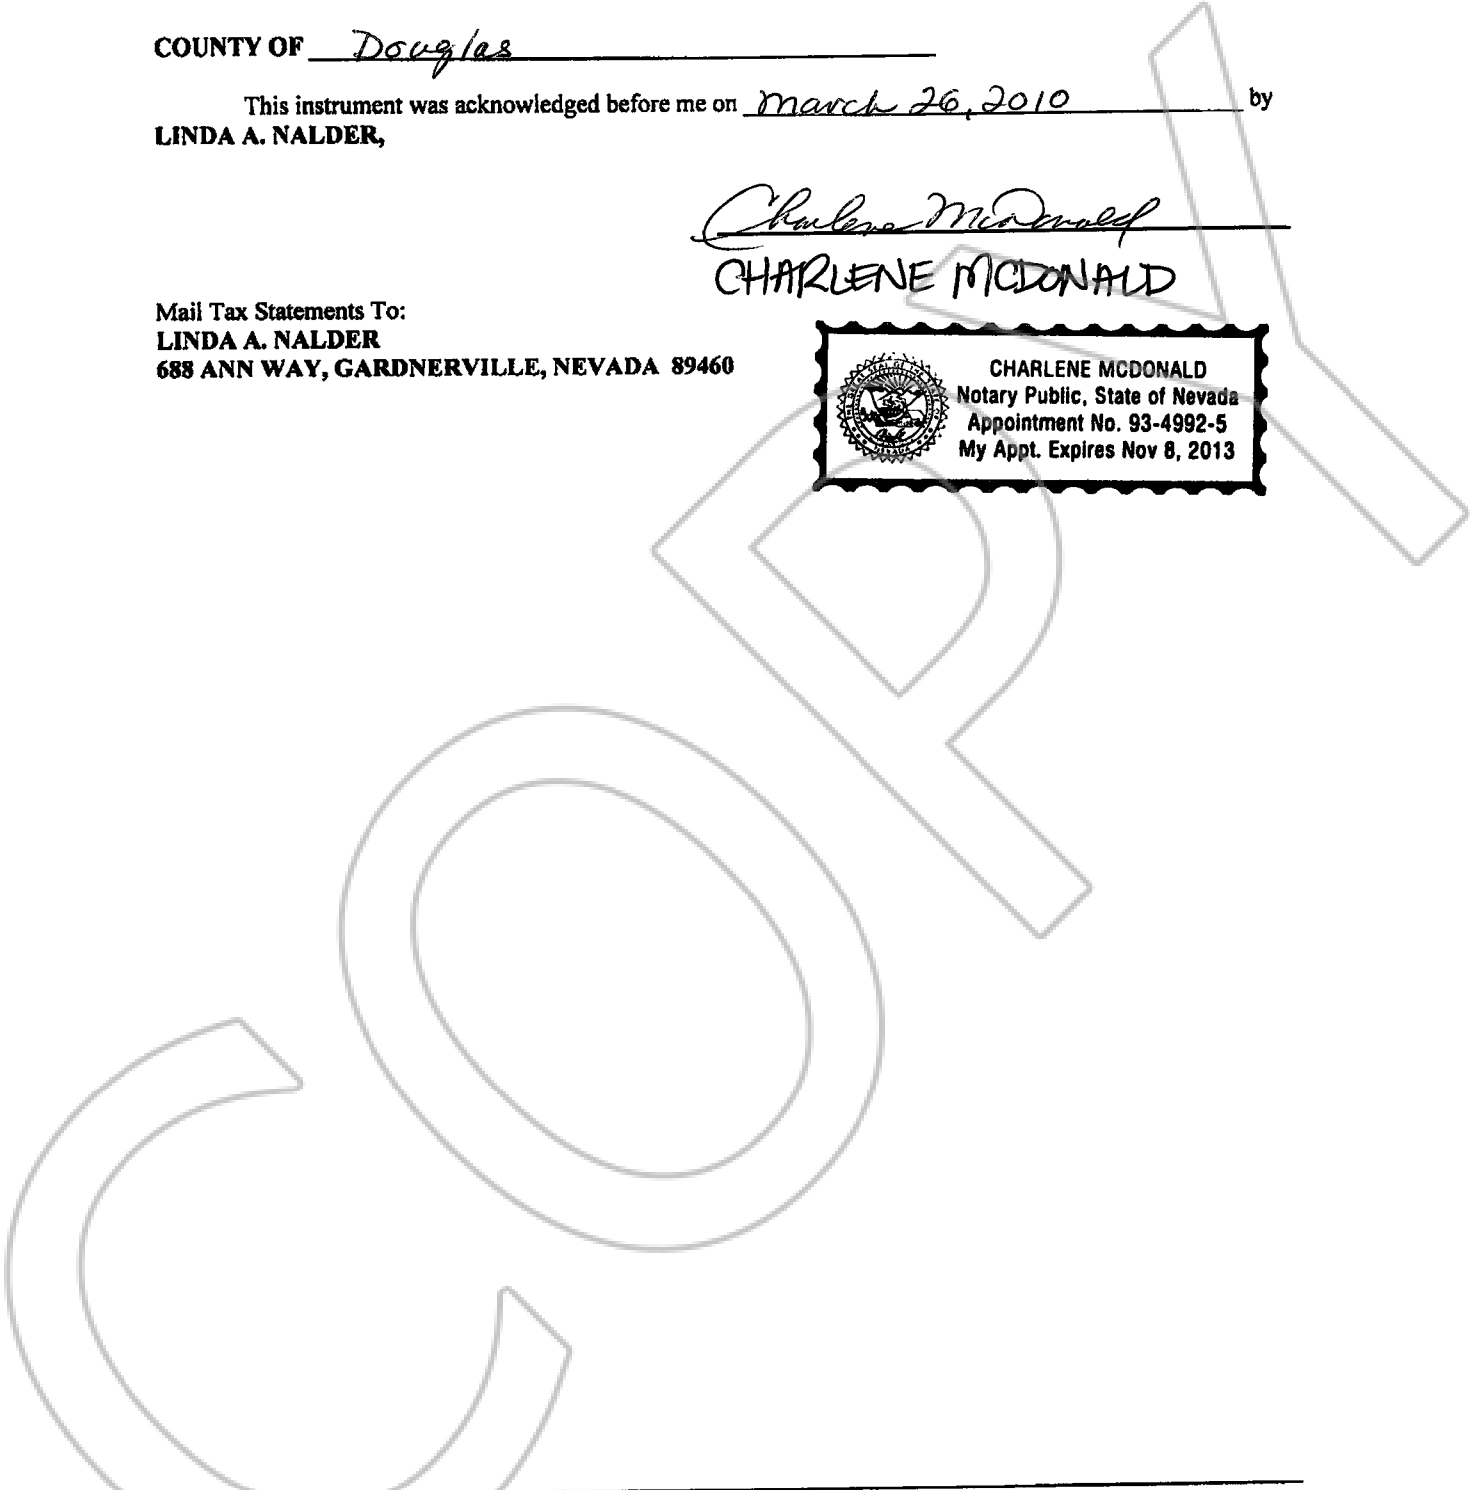 COUNTY OF Douglas
This instrument was acknowledged before me on March 26, 2010 by
LINDA A. NALDER,
Charlene McDonald
CHARLENE MCDONALD
Mail Tax Statements To:
LINDA A. NALDER
688 ANN WAY, GARDNERVILLE, NEVADA 89460
CHARLENE MCDONALD
Notary Public, State of Nevada
Appointment No. 93-4992-5
My Appt. Expires Nov 8, 2013
COPY